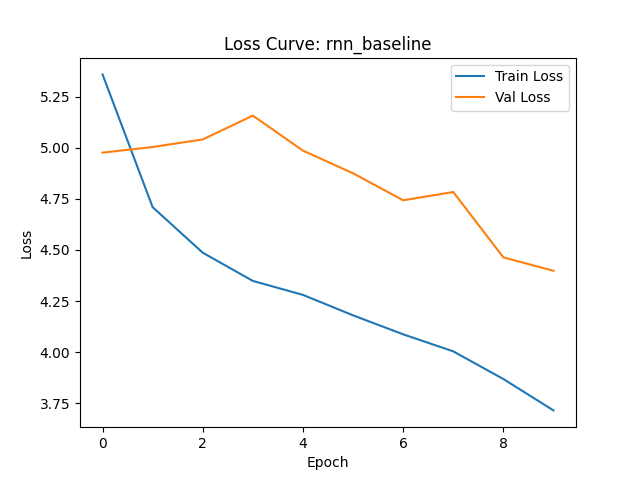 Loss Curve: rnn_baseline
Train Loss
Val Loss
Loss
5.25
5.00
4.75
4.50
4.25
4.00
3.75
0 2 4 6 8
Epoch